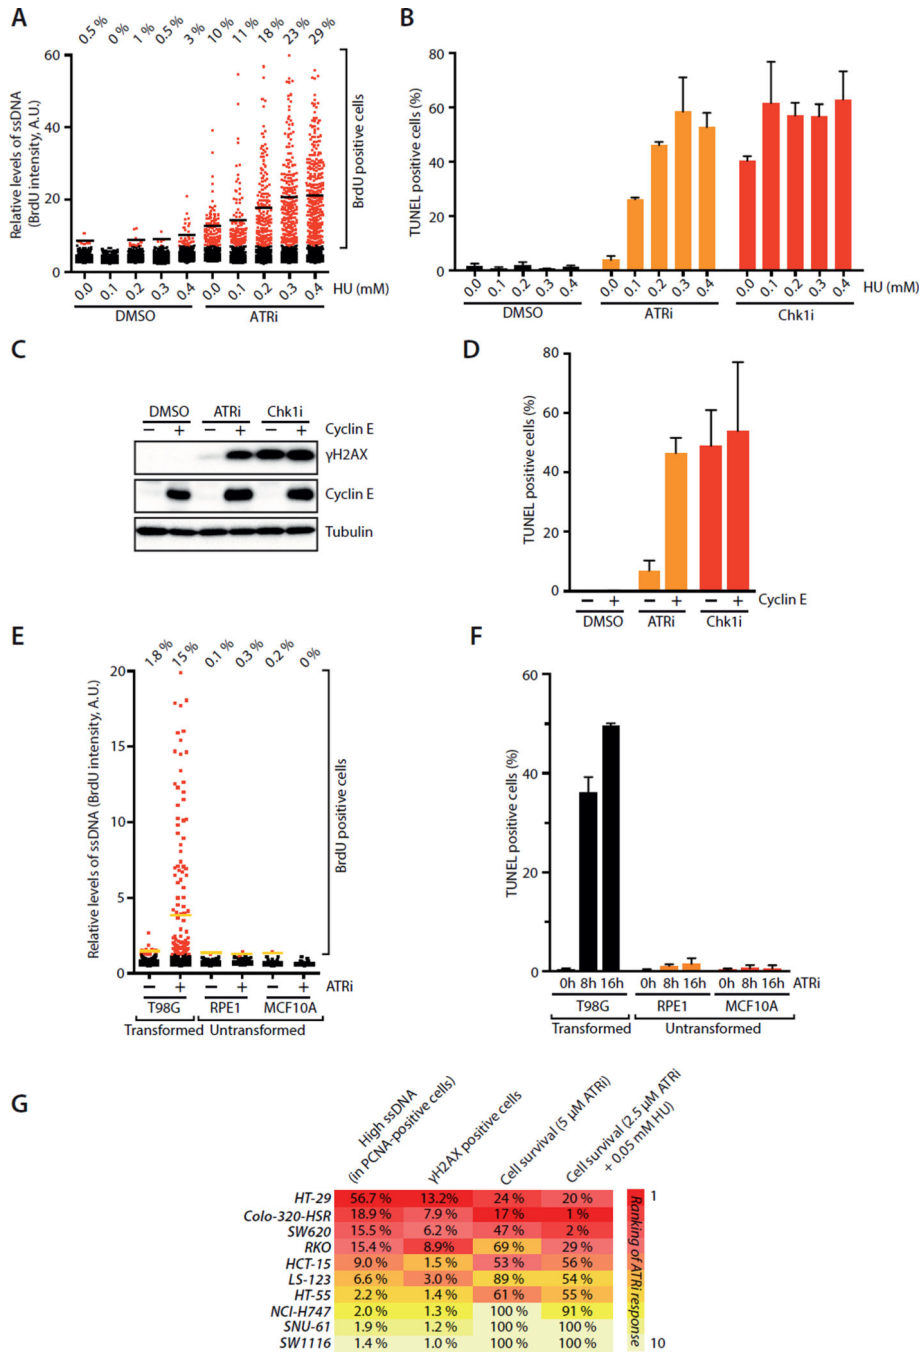 A
0.5 % 0 % 1 % 0.5 % 3 % 10 % 11 % 18 % 23 % 29 %
Relative levels of ssDNA
(BrdU intensity, A.U.)
60
40
20
0
BrdU positive cells
0.0 0.1 0.2 0.3 0.4 0.0 0.1 0.2 0.3 0.4 HU (mM)
DMSO ATRi
B
TUNEL positive cells (%)
80
60
40
20
0
0.0 0.1 0.2 0.3 0.4 0.0 0.1 0.2 0.3 0.4 0.0 0.1 0.2 0.3 0.4 HU (mM)
DMSO ATRi Chk1i
C
DMSO ATRi Chk1i
– + – + – + Cyclin E
γH2AX
Cyclin E
Tubulin
D
TUNEL positive cells (%)
80
60
40
20
0
– + – + – + Cyclin E
DMSO ATRi Chk1i
E
1.8 % 15 % 0.1 % 0.3 % 0.2 % 0 %
Relative levels of ssDNA (BrdU intensity, A.U.)
20
15
10
5
0
BrdU positive cells
– + – + – + ATRi
T98G RPE1 MCF10A
Transformed Untransformed
F
TUNEL positive cells (%)
60
40
20
0
0h 8h 16h 0h 8h 16h 0h 8h 16h ATRi
T98G RPE1 MCF10A
Transformed Untransformed
G
High ssDNA
(in PCNA-positive cells)
γH2AX positive cells
Cell survival (5 µM ATRi)
Cell survival (2.5 µM ATRi
+ 0.05 mM HU)
HT-29 56.7 % 13.2% 24 % 20 %
Colo-320-HSR 18.9 % 7.9 % 17 % 1 %
SW620 15.5 % 6.2 % 47 % 2 %
RKO 15.4 % 8.9% 69 % 29 %
HCT-15 9.0 % 1.5 % 53 % 56 %
LS-123 6.6 % 3.0 % 89 % 54 %
HT-55 2.2 % 1.4 % 61 % 55 %
NCI-H747 2.0 % 1.3 % 100 % 91 %
SNU-61 1.9 % 1.2 % 100 % 100 %
SW1116 1.4 % 1.0 % 100 % 100 %
1
Ranking of ATRi response
10